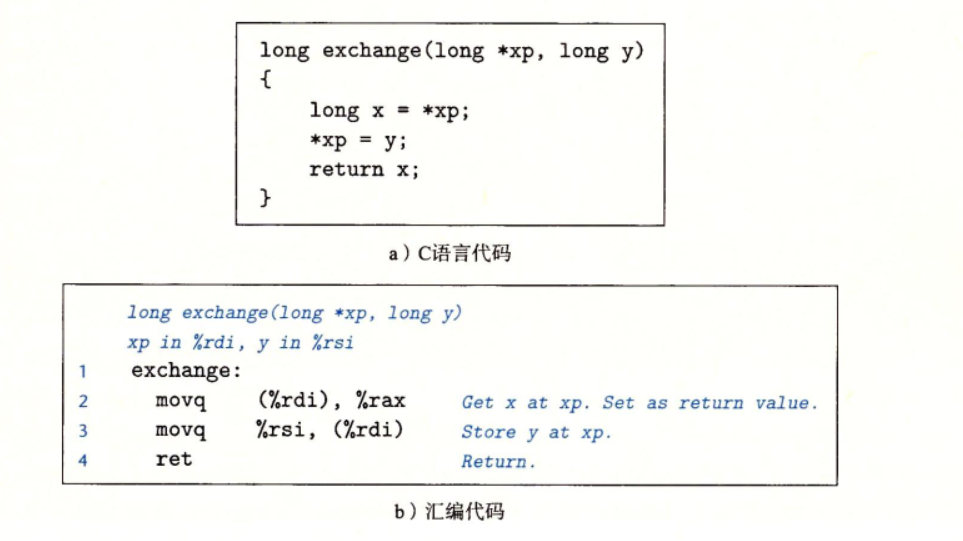 long exchange(long *xp, long y)
{
    long x = *xp;
    *xp = y;
    return x;
}
a）C语言代码
long exchange(long *xp, long y)
xp in %rdi, y in %rsi
1 exchange:
2 movq (%rdi), %rax Get x at xp. Set as return value.
3 movq %rsi, (%rdi) Store y at xp.
4 ret Return.
b）汇编代码